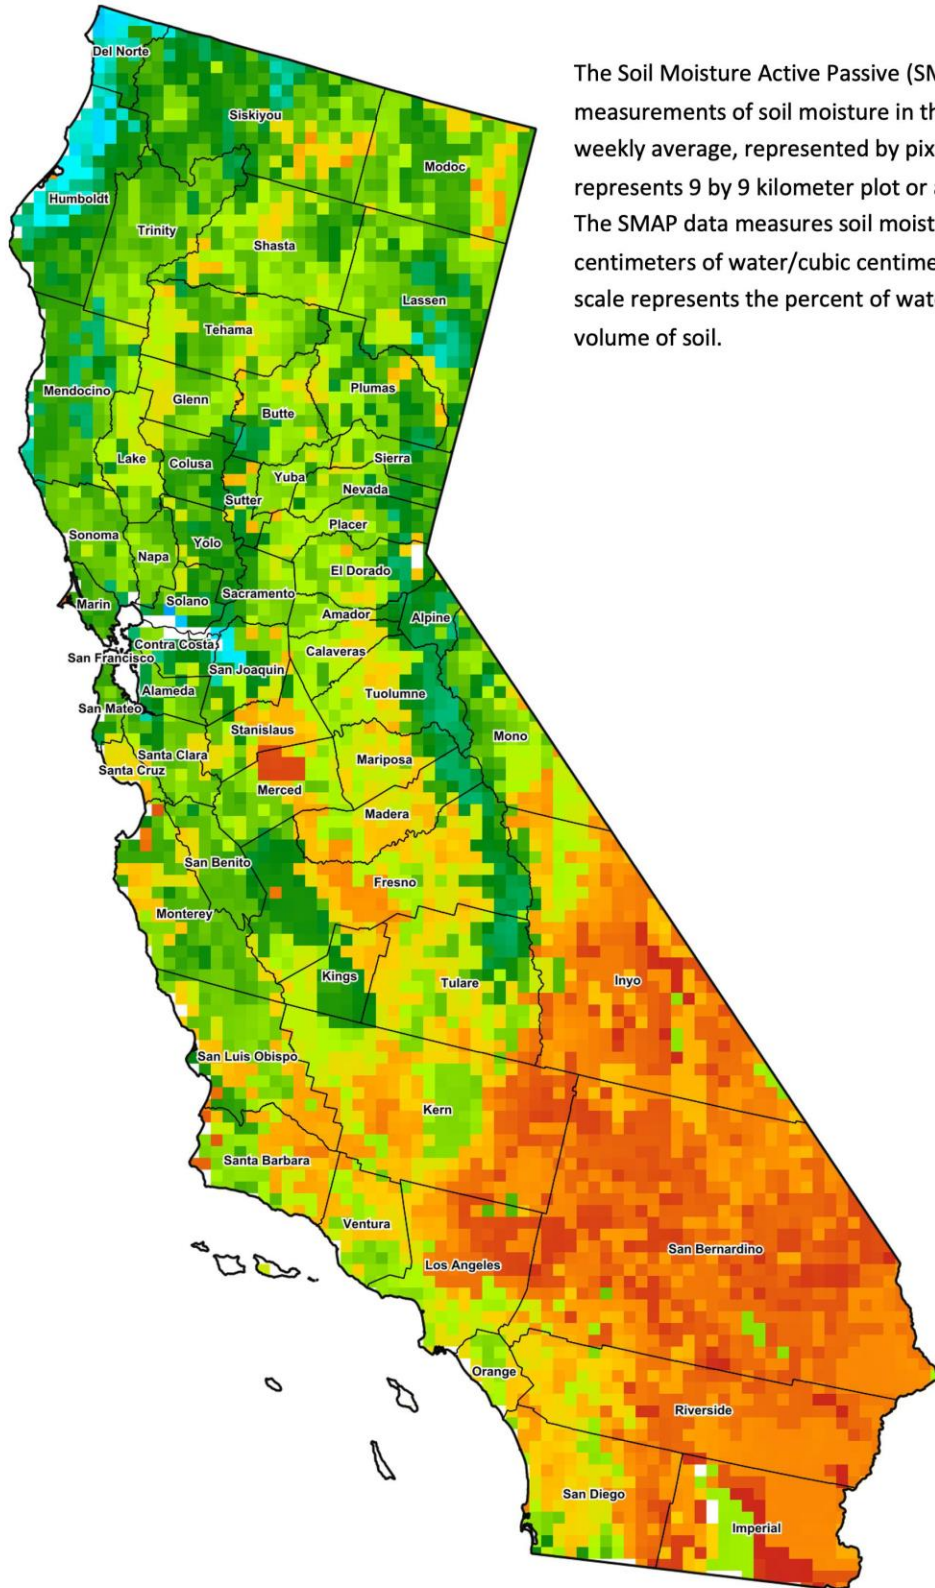 The Soil Moisture Active Passive (SM
measurements of soil moisture in th
weekly average, represented by pix
represents 9 by 9 kilometer plot or a
The SMAP data measures soil moist
centimeters of water/cubic centime
scale represents the percent of wate
volume of soil.
Del Norte
Siskiyou
Modoc
Humboldt
Trinity
Shasta
Lassen
Tehama
Mendocino
Glenn
Butte
Plumas
Lake
Colusa
Sierra
Yuba
Sutter
Nevada
Placer
Sonoma
Napa
Yolo
El Dorado
Marin
Solano
Sacramento
Amador
Alpine
Contra Costa
San Francisco
San Joaquin
Calaveras
Alameda
Tuolumne
San Mateo
Stanislaus
Mono
Santa Clara
Santa Cruz
Mariposa
Merced
Madera
San Benito
Fresno
Monterey
Kings
Tulare
Inyo
San Luis Obispo
Kern
Santa Barbara
Ventura
San Bernardino
Los Angeles
Orange
Riverside
San Diego
Imperial